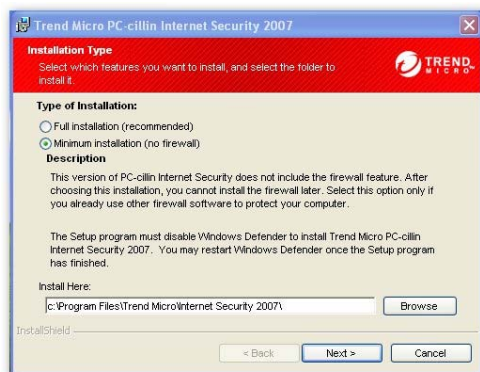 Trend Micro PC-cillin Internet Security 2007
Installation Type
Select which features you want to install, and select the folder to
install it.
TREND
MICRO
Type of Installation:
Full installation (recommended)
Minimum installation (no firewall)
Description
This version of PC-cillin Internet Security does not include the firewall feature. After
choosing this installation, you cannot install the firewall later. Select this option only if
you already use other firewall software to protect your computer.
The Setup program must disable Windows Defender to install Trend Micro PC-cillin
Internet Security 2007. You may restart Windows Defender once the Setup program
has finished.
Install Here:
c:\Program Files\Trend Micro\Internet Security 2007\
Browse
InstallShield
< Back
Next >
Cancel